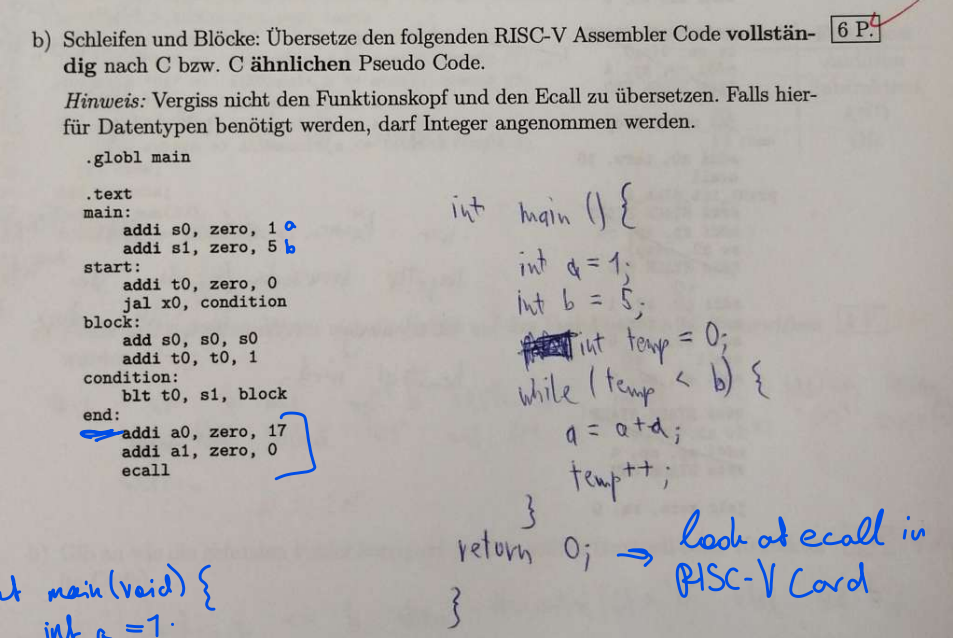 b) Schleifen und Blöcke: Übersetze den folgenden RISC-V Assembler Code vollstän- 6 P.
dig nach C bzw. C ähnlichen Pseudo Code.
Hinweis: Vergiss nicht den Funktionskopf und den Ecall zu übersetzen. Falls hier-
für Datentypen benötigt werden, darf Integer angenommen werden.
.globl main
.text
main:
addi s0, zero, 1 a
addi s1, zero, 5 b
start:
addi t0, zero, 0
jal x0, condition
block:
add s0, s0, s0
addi t0, t0, 1
condition:
blt t0, s1, block
end:
addi a0, zero, 17
addi a1, zero, 0
ecall
int main () {
int a = 1;
int b = 5;
int temp = 0;
while (temp < b) {
a = a+a;
temp++;
}
return 0; ⇒ look at ecall in
RISC-V Card
}
main(void) {
int a = 1.